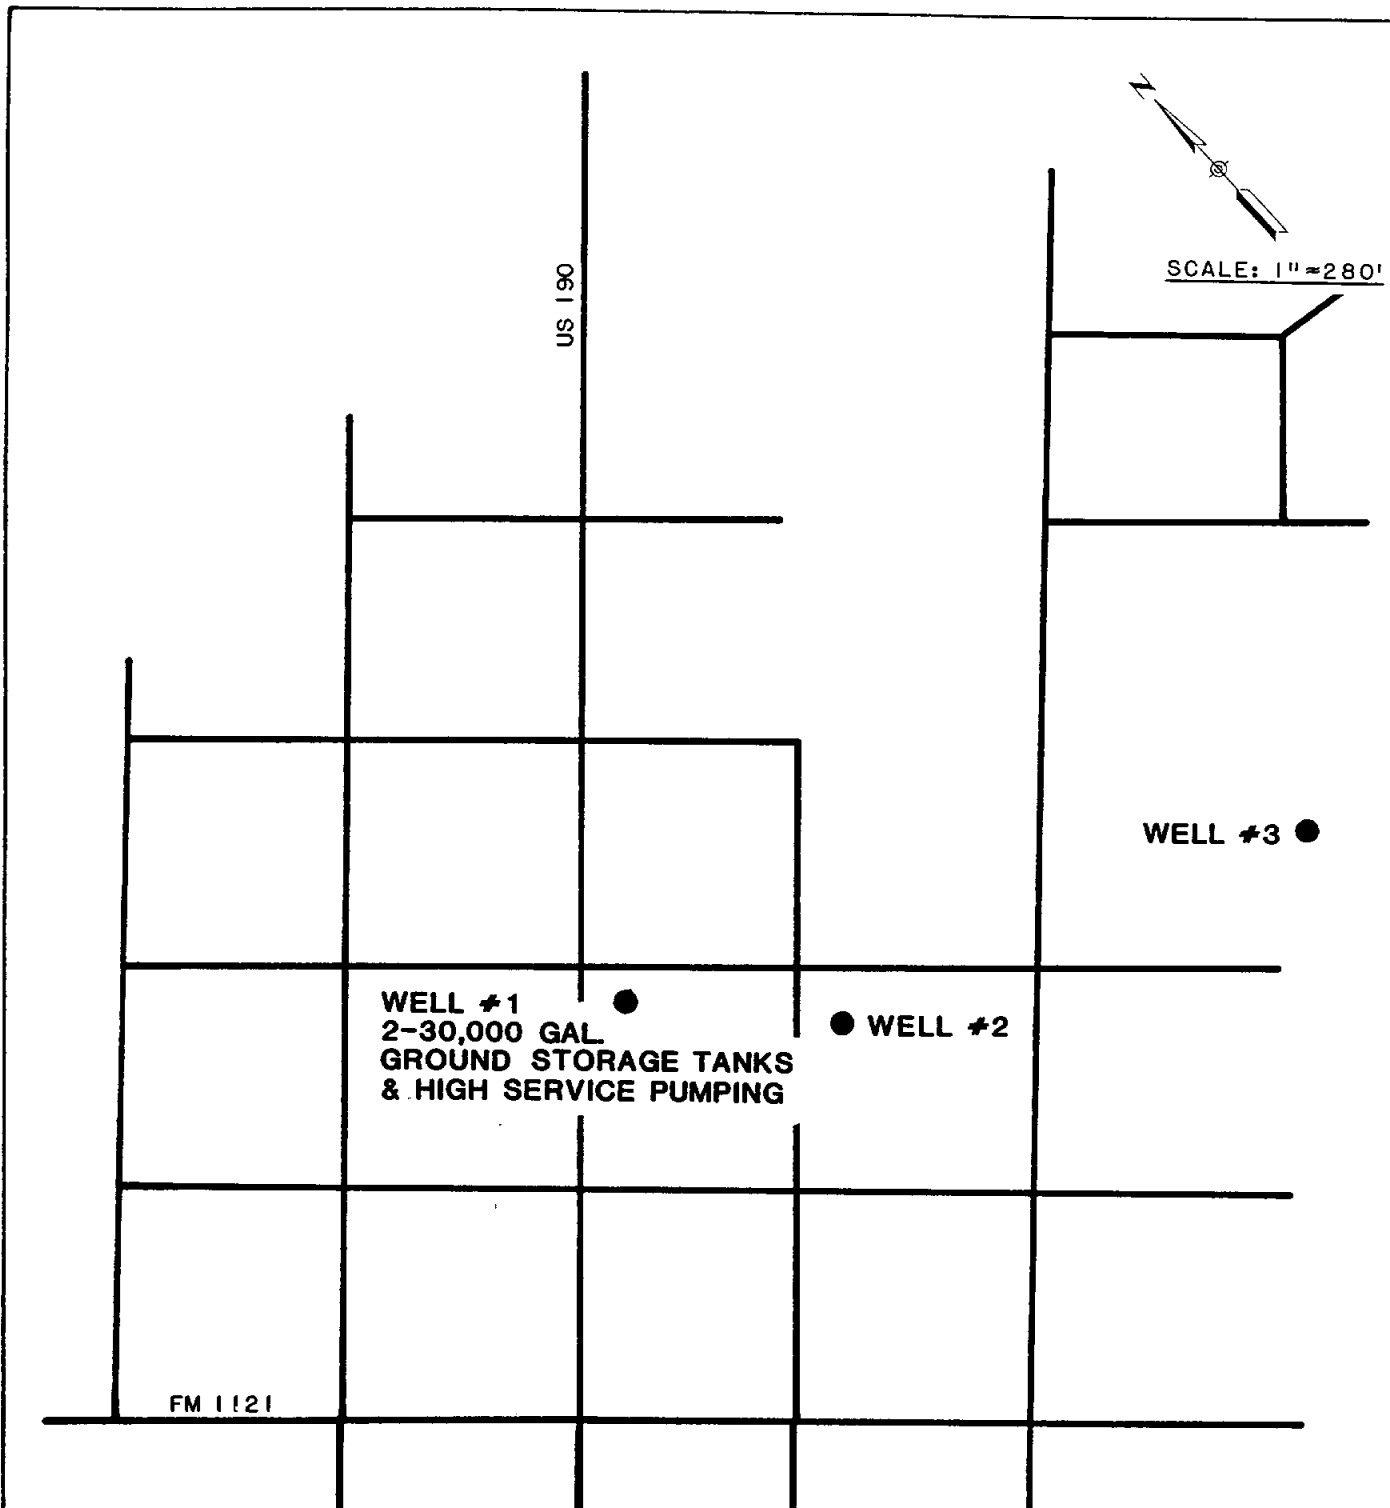 N
SCALE: 1"≈280'
US 190
WELL #3
WELL #1
2-30,000 GAL.
GROUND STORAGE TANKS
& HIGH SERVICE PUMPING
WELL #2
FM 1121